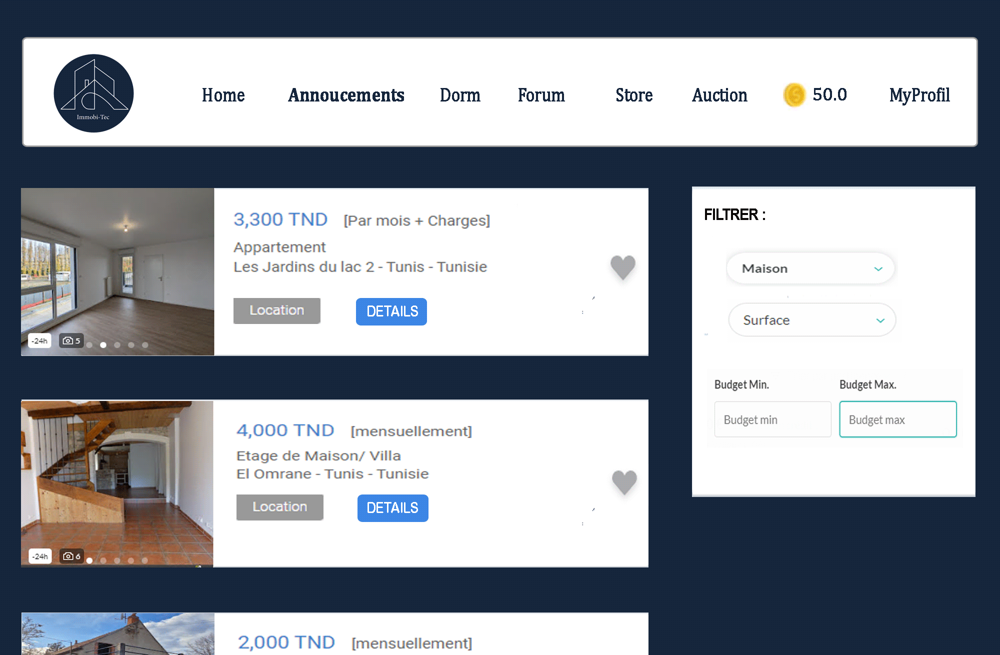 Immobi-Tec
Home Annoucements Dorm Forum Store Auction 50.0 MyProfil
3,300 TND [Par mois + Charges]
Appartement
Les Jardins du lac 2 - Tunis - Tunisie
Location DETAILS
-24h 5
4,000 TND [mensuellement]
Etage de Maison/ Villa
El Omrane - Tunis - Tunisie
Location DETAILS
-24h 6
2,000 TND [mensuellement]
FILTRER :
Maison
Surface
Budget Min. Budget Max.
Budget min Budget max